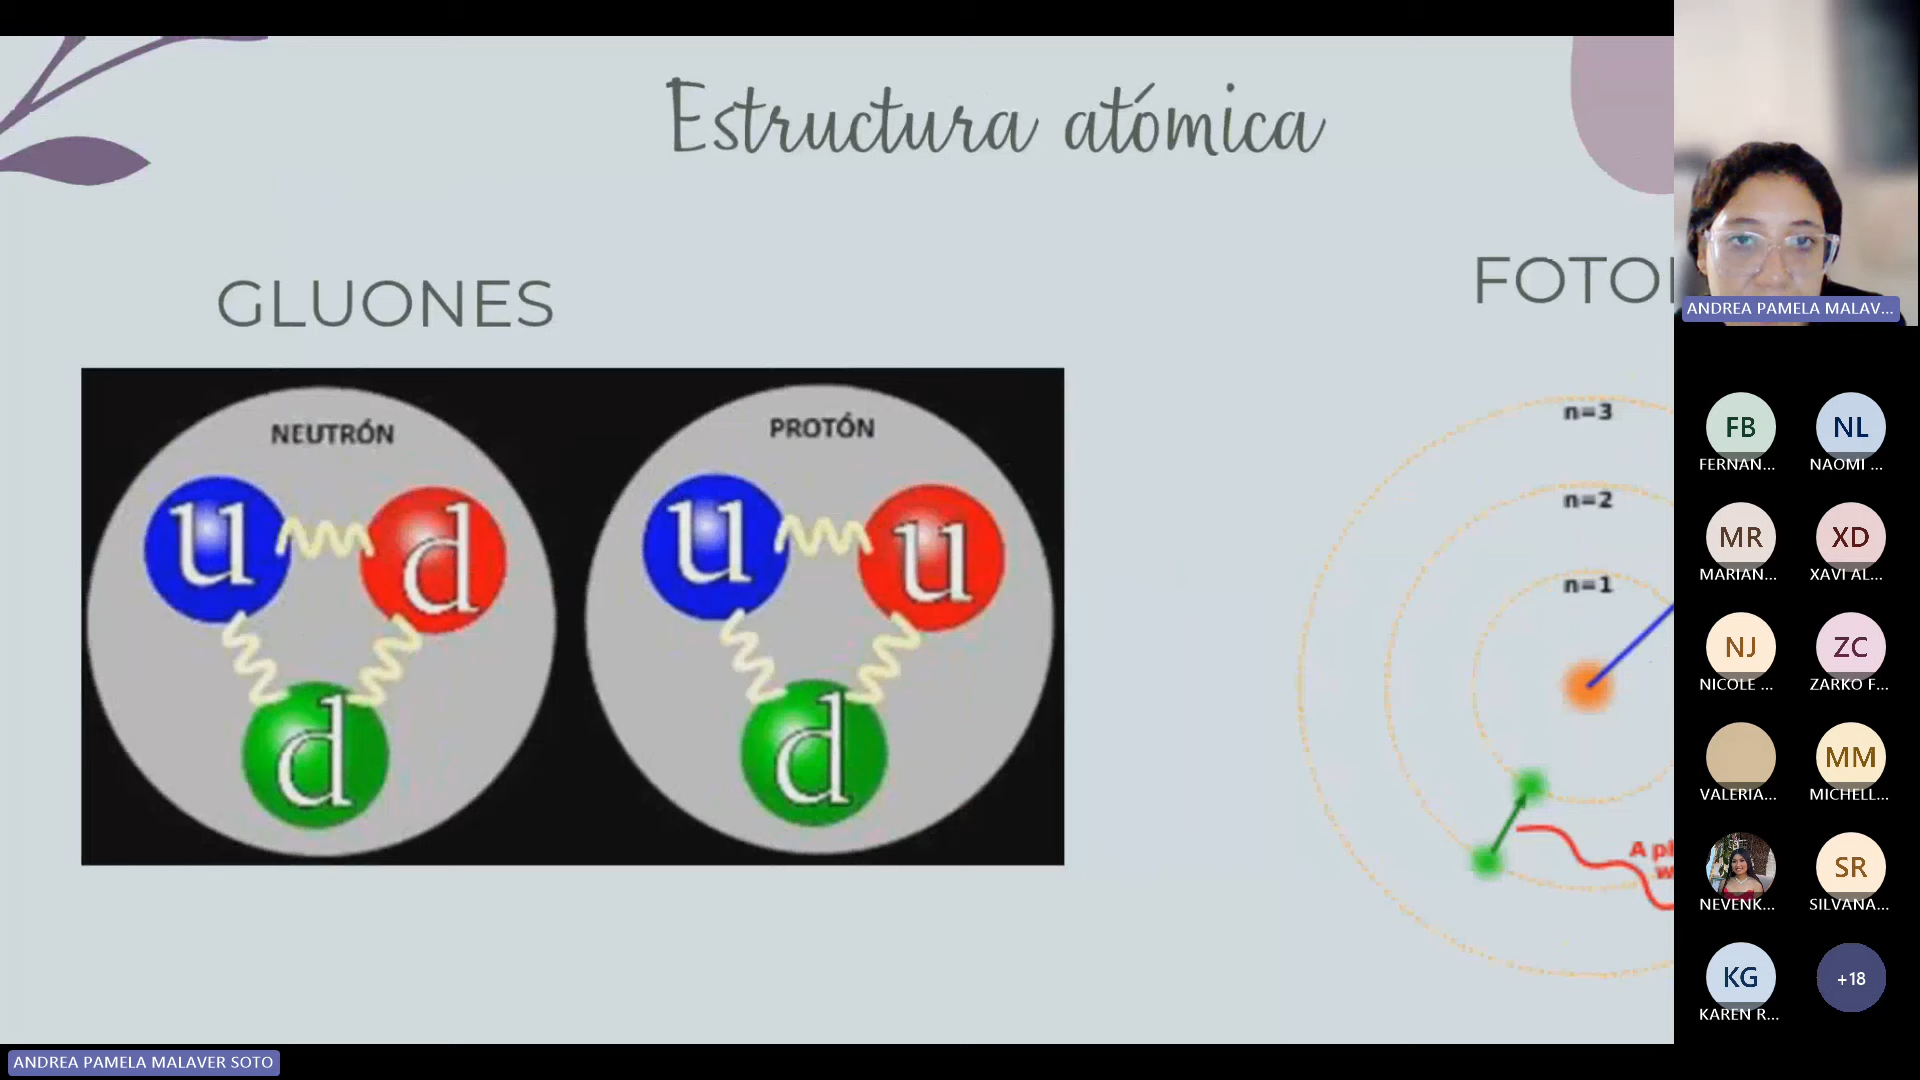 Estructura atómica
GLUONES
FOTO
NEUTRÓN
u
d
d
PROTÓN
u
u
d
n=3
n=2
n=1
A p
w
ANDREA PAMELA MALAV...
FB
FERNAN...
NL
NAOMI ...
MR
MARIAN...
XD
XAVI AL...
NJ
NICOLE ...
ZC
ZARKO F...
VALERIA...
MM
MICHELL...
NEVENK...
SR
SILVANA...
KG
KAREN R...
+18
ANDREA PAMELA MALAVER SOTO